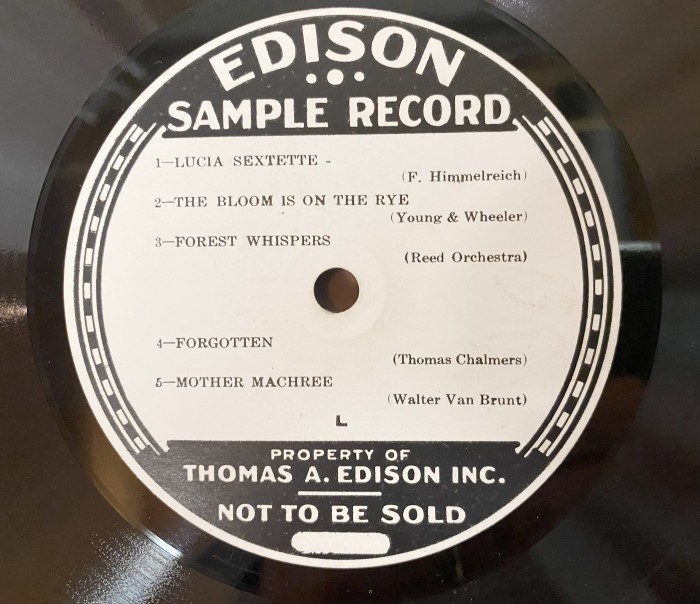 EDISON
SAMPLE RECORD
1—LUCIA SEXTETTE -
(F. Himmelreich)
2—THE BLOOM IS ON THE RYE
(Young & Wheeler)
3—FOREST WHISPERS
(Reed Orchestra)
4—FORGOTTEN
(Thomas Chalmers)
5—MOTHER MACHREE
(Walter Van Brunt)
L
PROPERTY OF
THOMAS A. EDISON INC.
NOT TO BE SOLD